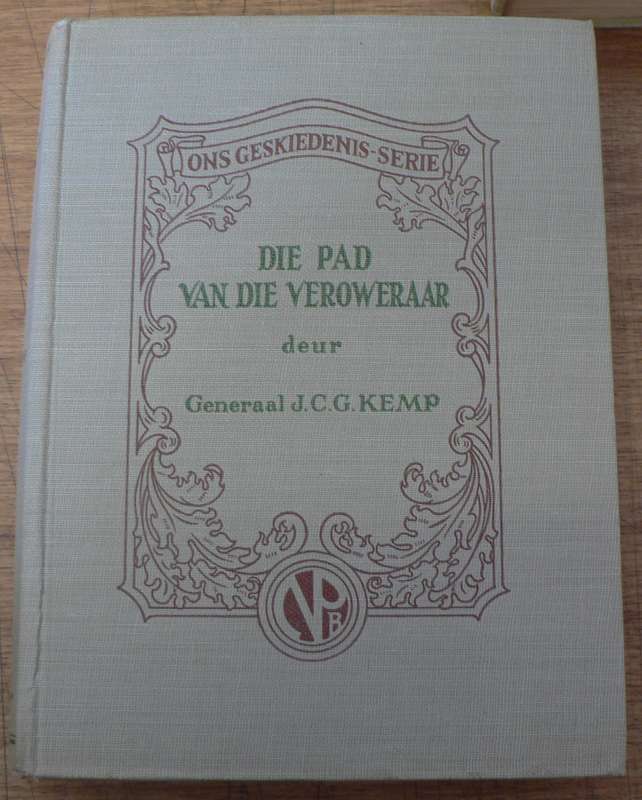 ONS GESKIEDENIS-SERIE
DIE PAD
VAN DIE VEROWERAAR
deur
Generaal J.C.G. KEMP
NPB